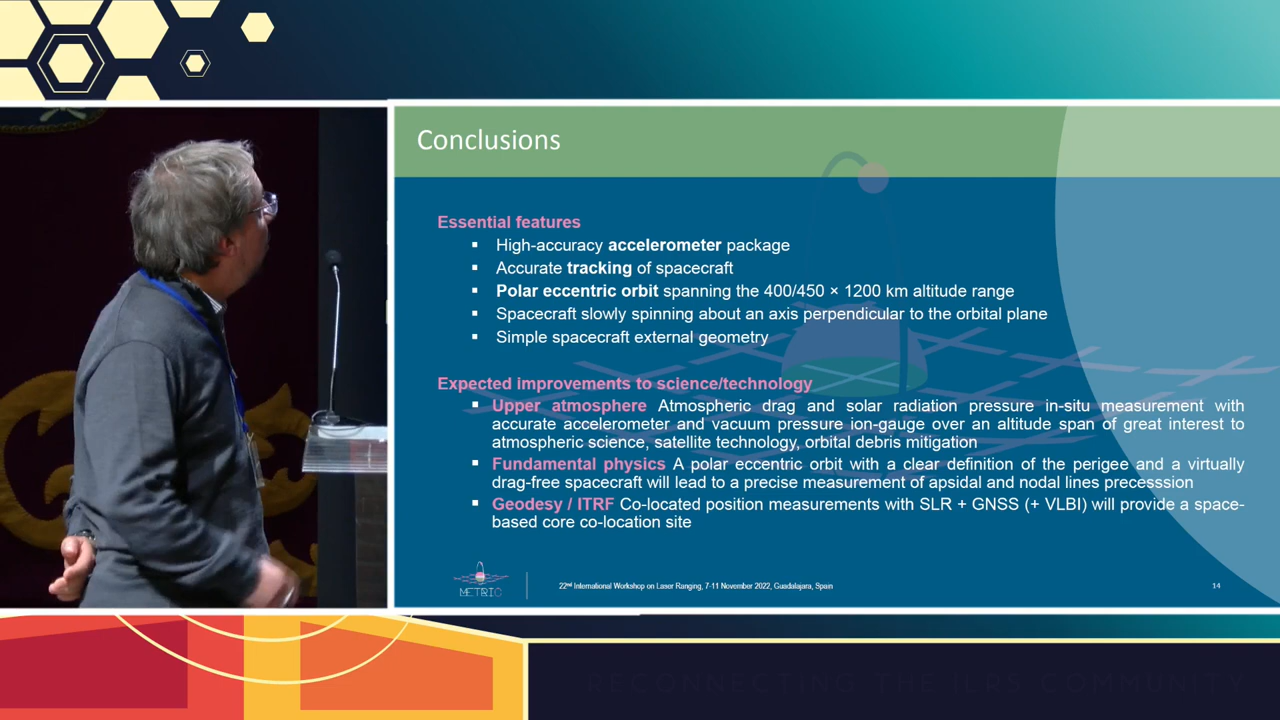 Conclusions
Essential features
▪ High-accuracy accelerometer package
▪ Accurate tracking of spacecraft
▪ Polar eccentric orbit spanning the 400/450 × 1200 km altitude range
▪ Spacecraft slowly spinning about an axis perpendicular to the orbital plane
▪ Simple spacecraft external geometry
Expected improvements to science/technology
▪ Upper atmosphere Atmospheric drag and solar radiation pressure in-situ measurement with
accurate accelerometer and vacuum pressure ion-gauge over an altitude span of great interest to
atmospheric science, satellite technology, orbital debris mitigation
▪ Fundamental physics A polar eccentric orbit with a clear definition of the perigee and a virtually
drag-free spacecraft will lead to a precise measurement of apsidal and nodal lines precesssion
▪ Geodesy / ITRF Co-located position measurements with SLR + GNSS (+ VLBI) will provide a space-
based core co-location site
METRIC
22nd International Workshop on Laser Ranging, 7-11 November 2022, Guadalajara, Spain
14
RECONNECTING THE ILRS COMMUNITY